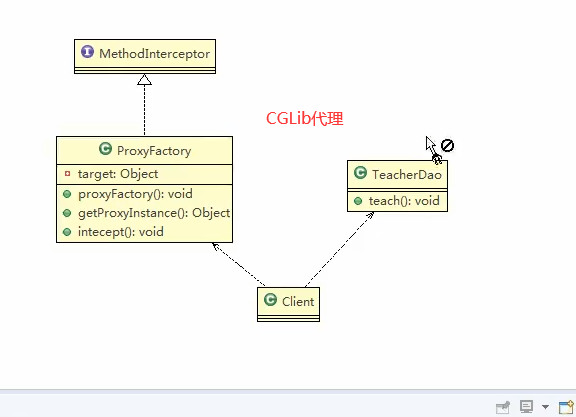 I MethodInterceptor
CGLib代理
C ProxyFactory
target: Object
proxyFactory(): void
getProxyInstance(): Object
intecept(): void
C TeacherDao
teach(): void
C Client